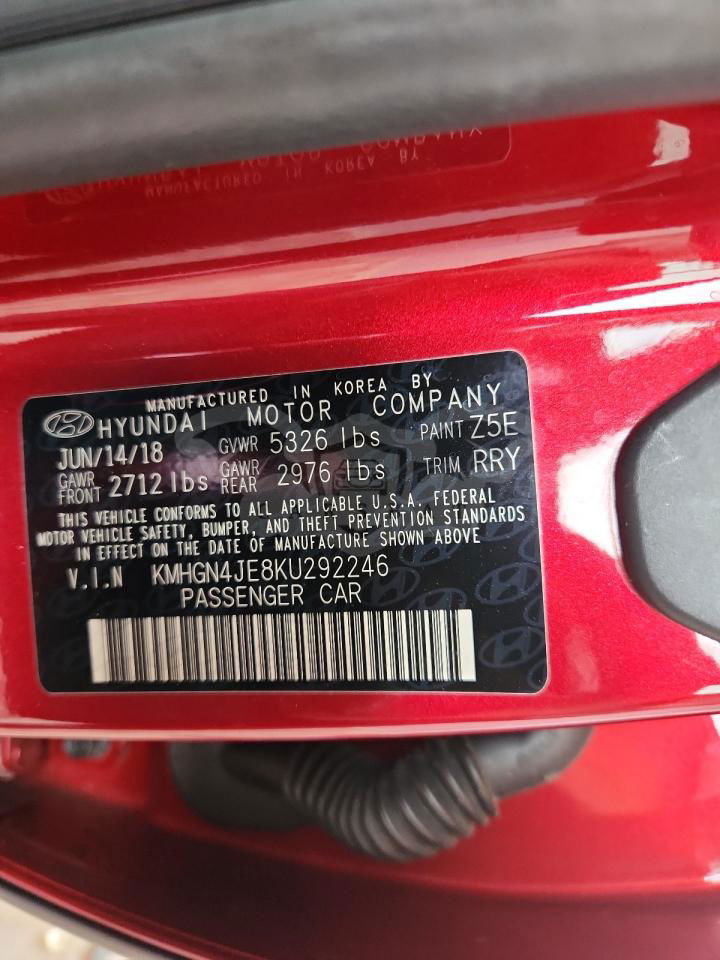 MANUFACTURED IN KOREA BY
HYUNDAI MOTOR COMPANY
JUN/14/18 GVWR 5326 lbs PAINT Z5E
GAWR FRONT 2712 lbs GAWR REAR 2976 lbs TRIM RRY
THIS VEHICLE CONFORMS TO ALL APPLICABLE U.S.A. FEDERAL
MOTOR VEHICLE SAFETY, BUMPER, AND THEFT PREVENTION STANDARDS
IN EFFECT ON THE DATE OF MANUFACTURE SHOWN ABOVE
V.I.N KMHGN4JE8KU292246
PASSENGER CAR